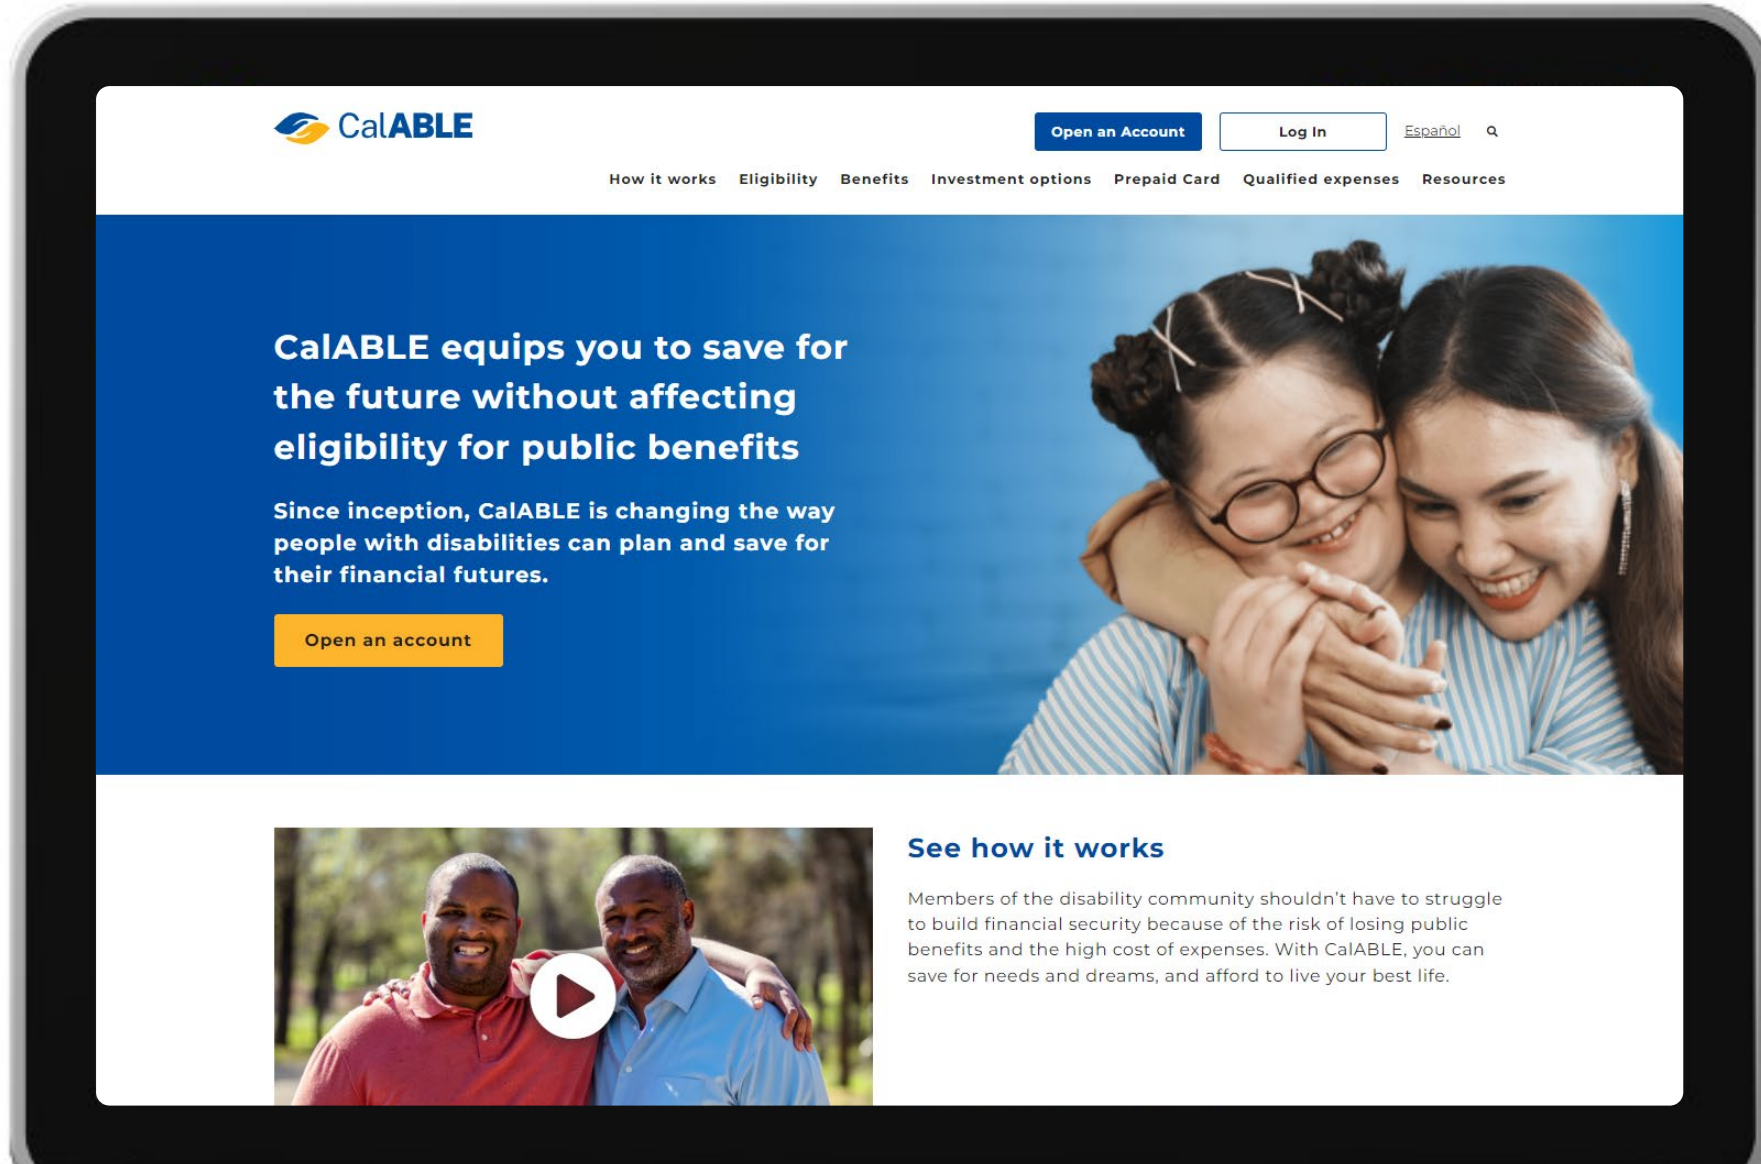 CalABLE
Open an Account
Log In
Español
How it works
Eligibility
Benefits
Investment options
Prepaid Card
Qualified expenses
Resources
CalABLE equips you to save for
the future without affecting
eligibility for public benefits
Since inception, CalABLE is changing the way
people with disabilities can plan and save for
their financial futures.
Open an account
See how it works
Members of the disability community shouldn’t have to struggle
to build financial security because of the risk of losing public
benefits and the high cost of expenses. With CalABLE, you can
save for needs and dreams, and afford to live your best life.